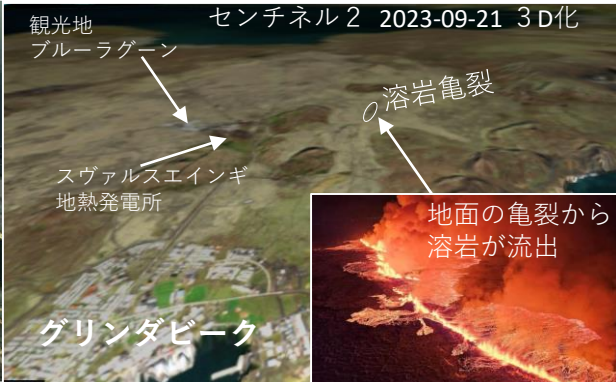 センチネル２ 2023-09-21 ３D化
観光地
ブルーラグーン
溶岩亀裂
スヴァルスエインギ
地熱発電所
地面の亀裂から
溶岩が流出
グリンダビーク